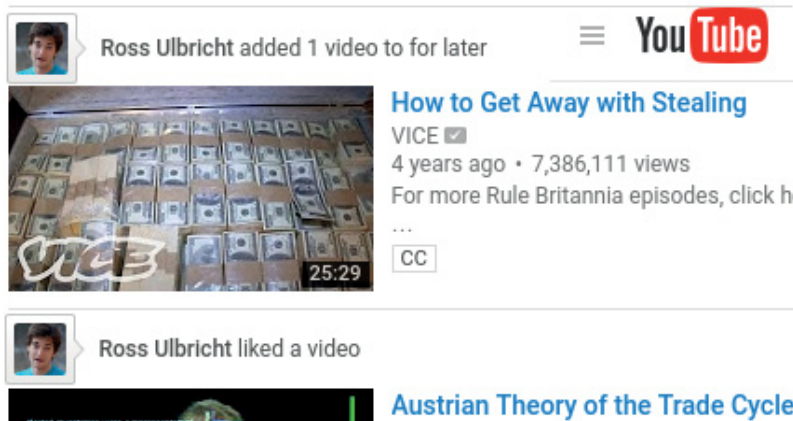 Ross Ulbricht added 1 video to for later
YouTube
How to Get Away with Stealing
VICE
4 years ago • 7,386,111 views
For more Rule Britannia episodes, click
...
CC
VICE
25:29
Ross Ulbricht liked a video
Austrian Theory of the Trade Cycle